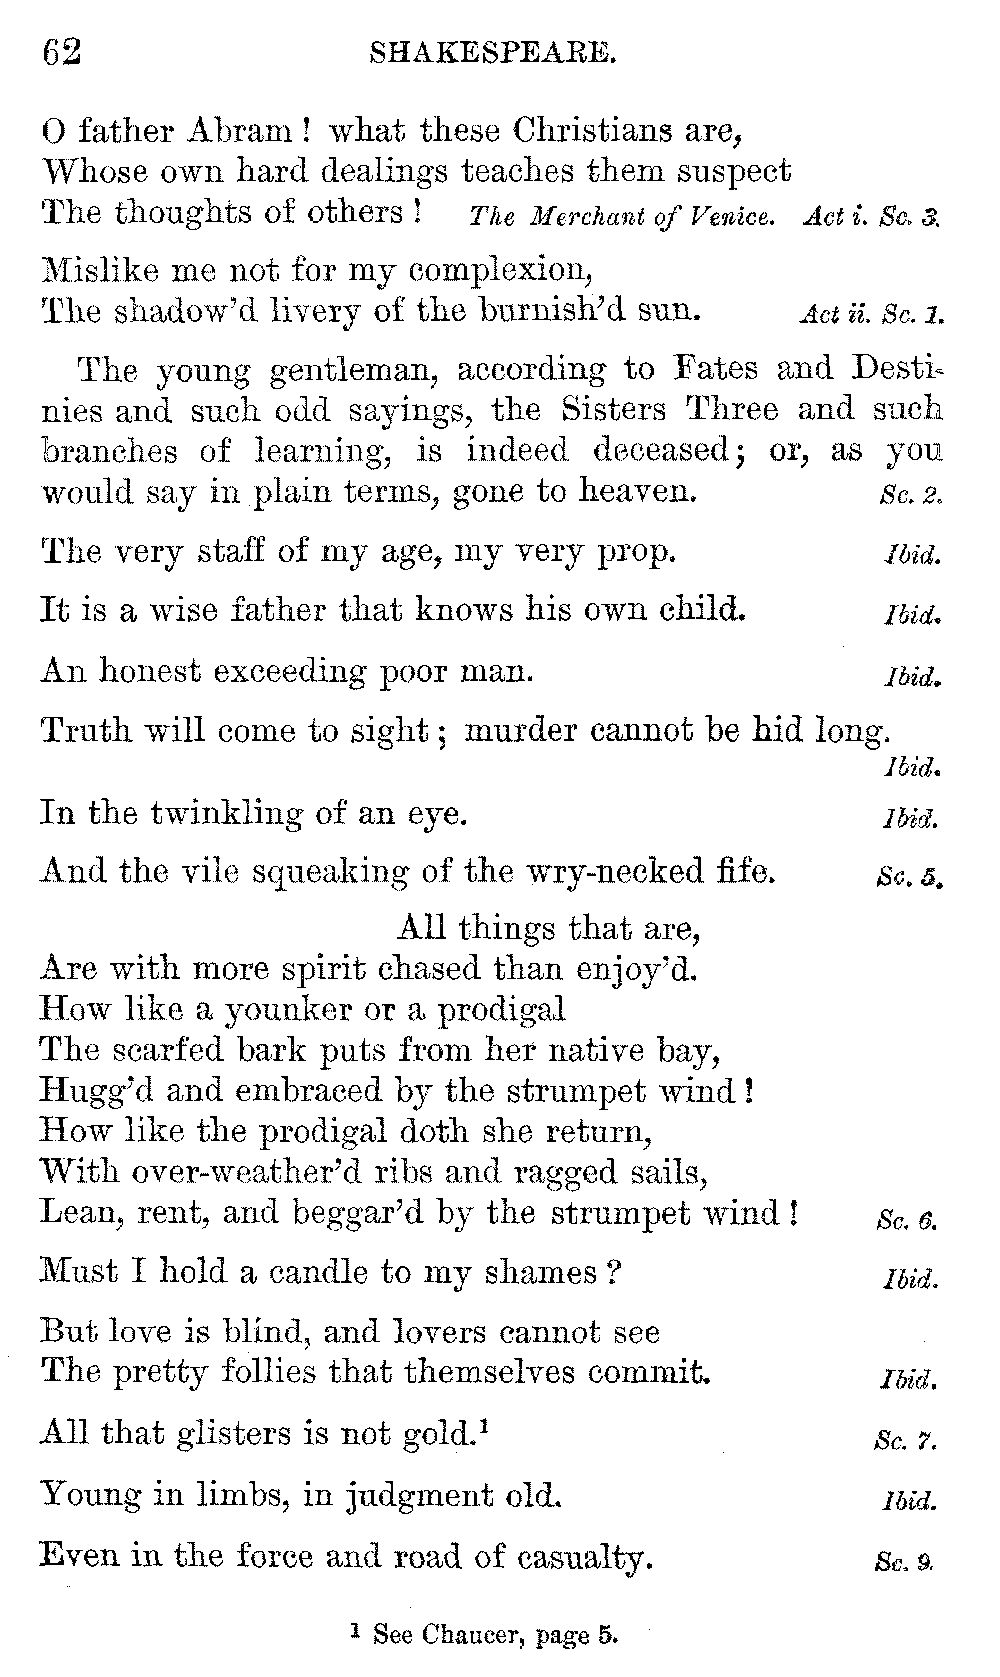 62 SHAKESPEARE.
O father Abram! what these Christians are,
Whose own hard dealings teaches them suspect
The thoughts of others! The Merchant of Venice. Act i. Sc. 3.
Mislike me not for my complexion,
The shadow'd livery of the burnish'd sun. Act ii. Sc. 1.
The young gentleman, according to Fates and Desti-
nies and such odd sayings, the Sisters Three and such
branches of learning, is indeed deceased; or, as you
would say in plain terms, gone to heaven. Sc. 2.
The very staff of my age, my very prop. Ibid.
It is a wise father that knows his own child. Ibid.
An honest exceeding poor man. Ibid.
Truth will come to sight; murder cannot be hid long.
Ibid.
In the twinkling of an eye. Ibid.
And the vile squeaking of the wry-necked fife. Sc. 5.
All things that are,
Are with more spirit chased than enjoy'd.
How like a younker or a prodigal
The scarfed bark puts from her native bay,
Hugg'd and embraced by the strumpet wind!
How like the prodigal doth she return,
With over-weather'd ribs and ragged sails,
Lean, rent, and beggar'd by the strumpet wind! Sc. 6.
Must I hold a candle to my shames? Ibid.
But love is blind, and lovers cannot see
The pretty follies that themselves commit. Ibid.
All that glisters is not gold.¹ Sc. 7.
Young in limbs, in judgment old. Ibid.
Even in the force and road of casualty. Sc. 9.
¹ See Chaucer, page 5.